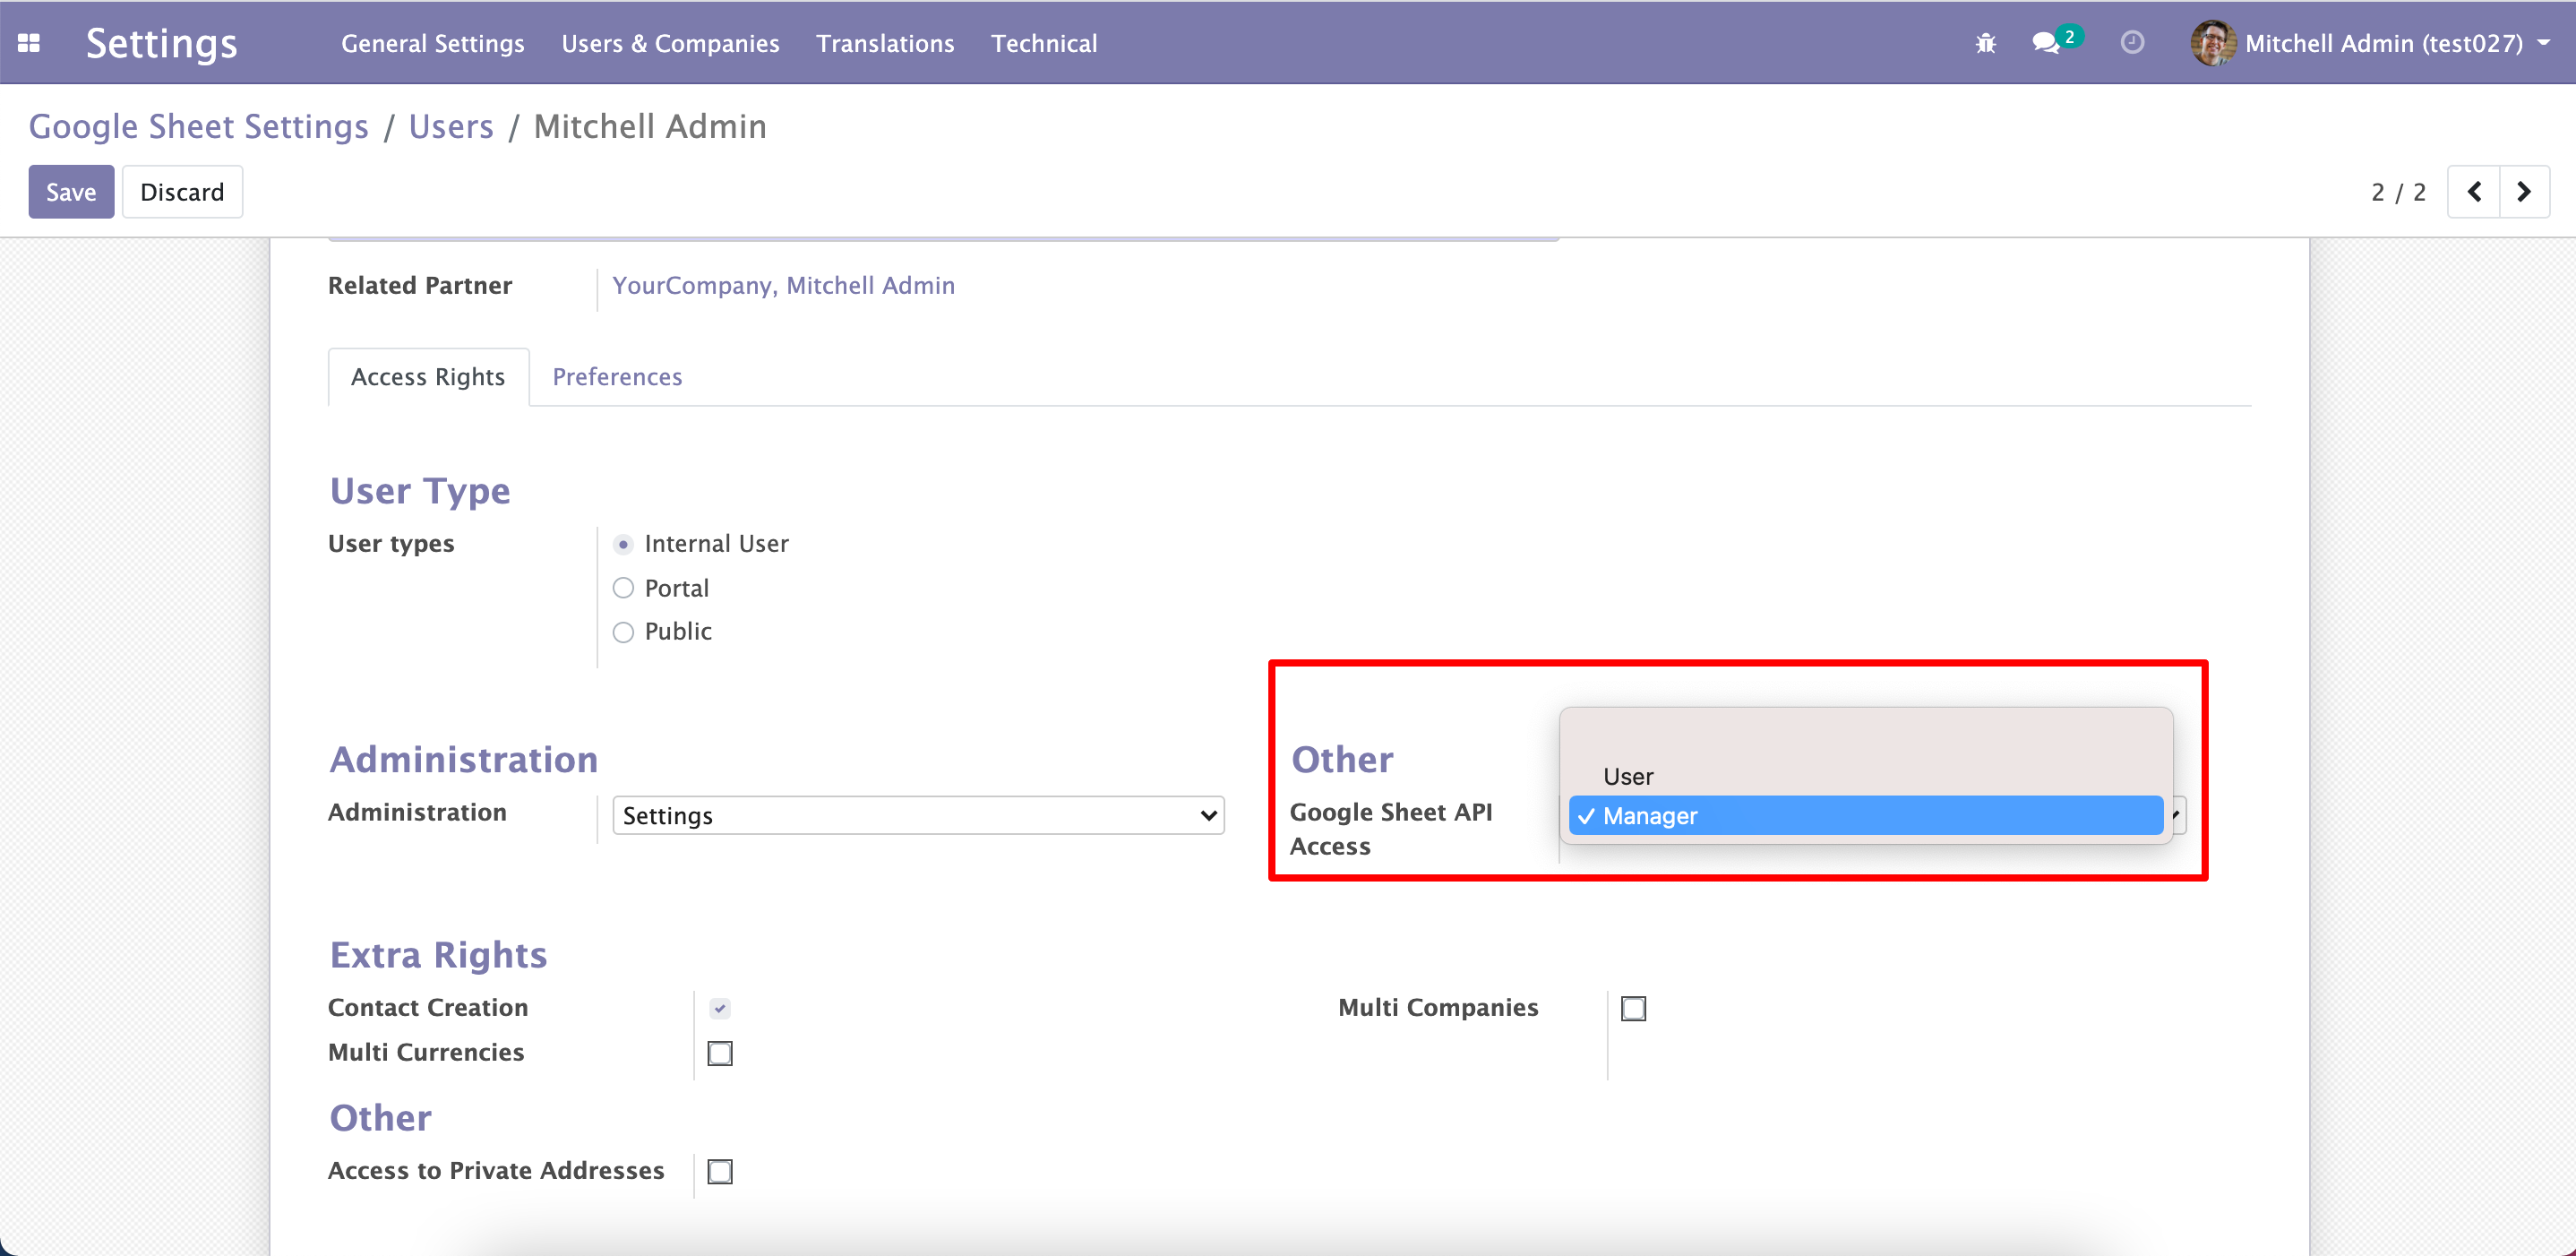 Settings General Settings Users & Companies Translations Technical 2 Mitchell Admin (test027)
Google Sheet Settings / Users / Mitchell Admin
Save Discard 2 / 2
Related Partner YourCompany, Mitchell Admin
Access Rights Preferences
User Type
User types Internal User
Portal
Public
Administration
Administration Settings
Other
User
Google Sheet API Access
Manager
Extra Rights
Contact Creation Multi Companies
Multi Currencies
Other
Access to Private Addresses